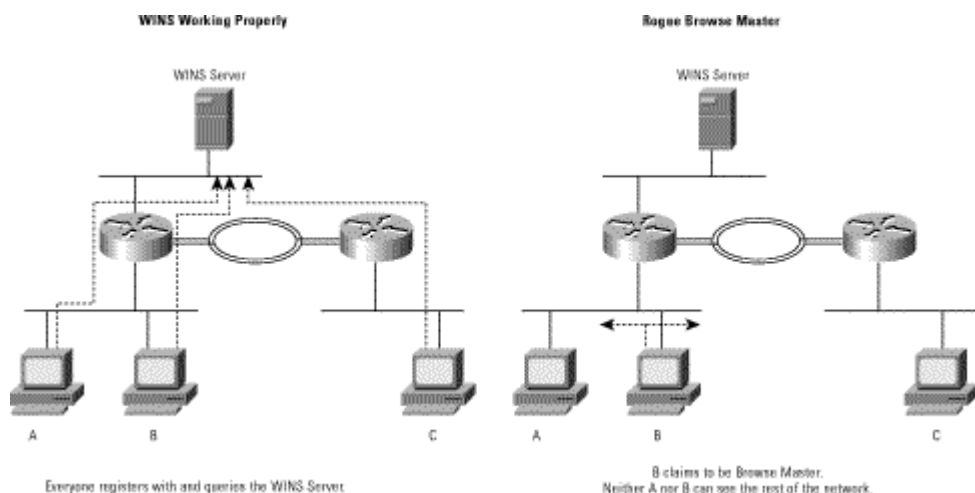 WINS Working Properly
WINS Server
A
B
C
Everyone registers with and queries the WINS Server.
Rogue Browse Master
WINS Server
A
B
C
B claims to be Browse Master.
Neither A nor B can see the rest of the network.